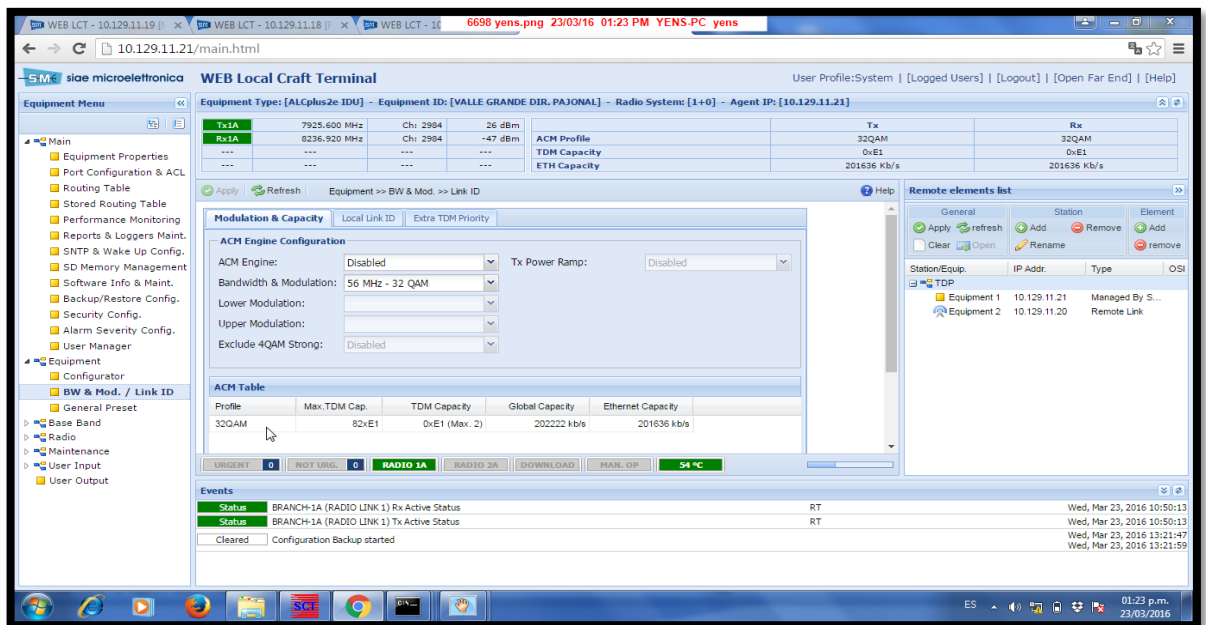 WEB LCT - 10.129.11.19 [
WEB LCT - 10.129.11.18 [P
WEB LCT - 10
6698 yens.png 23/03/16 01:23 PM YENS-PC yens
10.129.11.21/main.html
siae microelettronica WEB Local Craft Terminal User Profile:System | [Logged Users] | [Logout] | [Open Far End] | [Help]
Equipment Menu
Equipment Type: [ALCplus2e IDU] - Equipment ID: [VALLE GRANDE DIR. PAJONAL] - Radio System: [1+0] - Agent IP: [10.129.11.21]
Main
Equipment Properties
Port Configuration & ACL
Routing Table
Stored Routing Table
Performance Monitoring
Reports & Loggers Maint.
SNTP & Wake Up Config.
SD Memory Management
Software Info & Maint.
Backup/Restore Config.
Security Config.
Alarm Severity Config.
User Manager
Equipment
Configurator
BW & Mod. / Link ID
General Preset
Base Band
Radio
Maintenance
User Input
User Output
Tx1A 7925.600 MHz Ch: 2984 26 dBm
Rx1A 8236.920 MHz Ch: 2984 -47 dBm
--- --- --- ---
--- --- --- ---
Tx Rx
ACM Profile 32QAM 32QAM
TDM Capacity 0xE1 0xE1
ETH Capacity 201636 Kb/s 201636 Kb/s
Apply Refresh Equipment >> BW & Mod. >> Link ID Help
Modulation & Capacity Local Link ID Extra TDM Priority
ACM Engine Configuration
ACM Engine: Disabled Tx Power Ramp: Disabled
Bandwidth & Modulation: 56 MHz - 32 QAM
Lower Modulation:
Upper Modulation:
Exclude 4QAM Strong: Disabled
ACM Table
Profile Max.TDM Cap. TDM Capacity Global Capacity Ethernet Capacity
32QAM 82xE1 0xE1 (Max. 2) 202222 kb/s 201636 kb/s
Remote elements list
General Station Element
Apply refresh Add Remove Add
Clear Open Rename remove
Station/Equip. IP Addr. Type OSI
TDP
Equipment 1 10.129.11.21 Managed By S...
Equipment 2 10.129.11.20 Remote Link
URGENT 0 NOT URG. 0 RADIO 1A RADIO 2A DOWNLOAD MAN. OP 54 °C
Events
Status BRANCH-1A (RADIO LINK 1) Rx Active Status RT Wed, Mar 23, 2016 10:50:13
Status BRANCH-1A (RADIO LINK 1) Tx Active Status RT Wed, Mar 23, 2016 10:50:13
Cleared Configuration Backup started Wed, Mar 23, 2016 13:21:47
Wed, Mar 23, 2016 13:21:59
SCT
ES 01:23 p.m.
23/03/2016